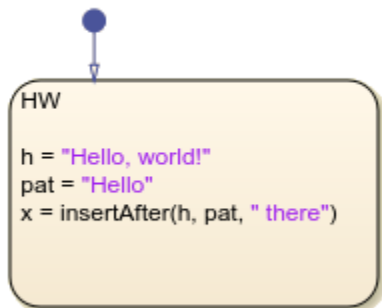 HW
h = "Hello, world!"
pat = "Hello"
x = insertAfter(h, pat, " there")